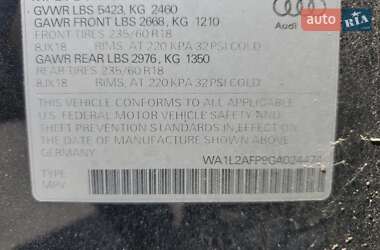 GVWR LBS 5423, KG 2460
GAWR FRONT LBS 2668, KG 1210
FRONT TIRES 235/60 R18
8JX18 RIMS, AT 220 KPA 32 PSI COLD
GAWR REAR LBS 2976, KG 1350
REAR TIRES 235/60 R18
8JX18 RIMS, AT 220 KPA 32 PSI COLD
THIS VEHICLE CONFORMS TO ALL APPLICABLE
U.S. FEDERAL MOTOR VEHICLE SAFETY AND
THEFT PREVENTION STANDARDS IN EFFECT
ON THE DATE OF MANUFACTURE SHOWN ABOVE
GERMANY
WA1L2AFP9G4024474
TYPE
MPV
Audi
AUTO.RIA